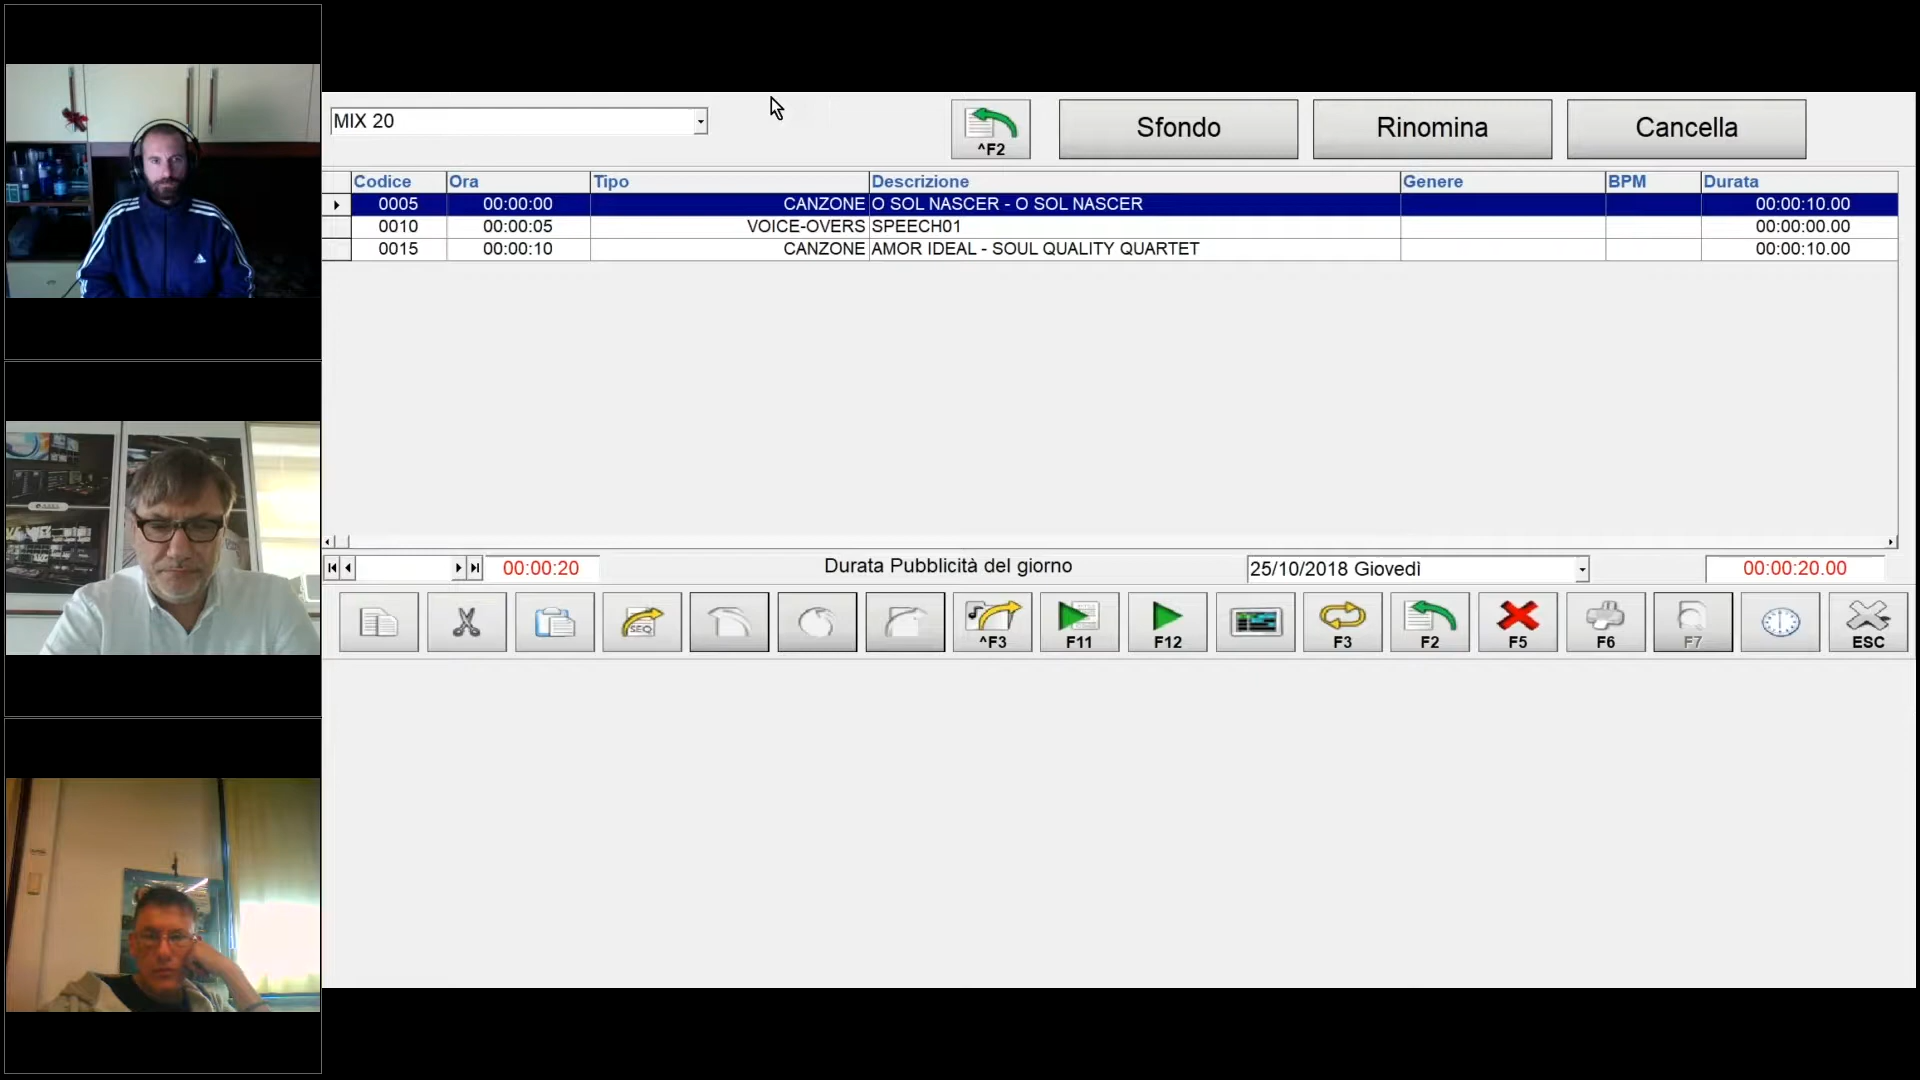 MIX 20
^F2
Sfondo
Rinomina
Cancella
Codice Ora Tipo Descrizione Genere BPM Durata
0005 00:00:00 CANZONE O SOL NASCER - O SOL NASCER 00:00:10.00
0010 00:00:05 VOICE-OVERS SPEECH01 00:00:00.00
0015 00:00:10 CANZONE AMOR IDEAL - SOUL QUALITY QUARTET 00:00:10.00
00:00:20 Durata Pubblicità del giorno 25/10/2018 Giovedì 00:00:20.00
SEQ ^F3 F11 F12 F3 F2 F5 F6 F7 ESC